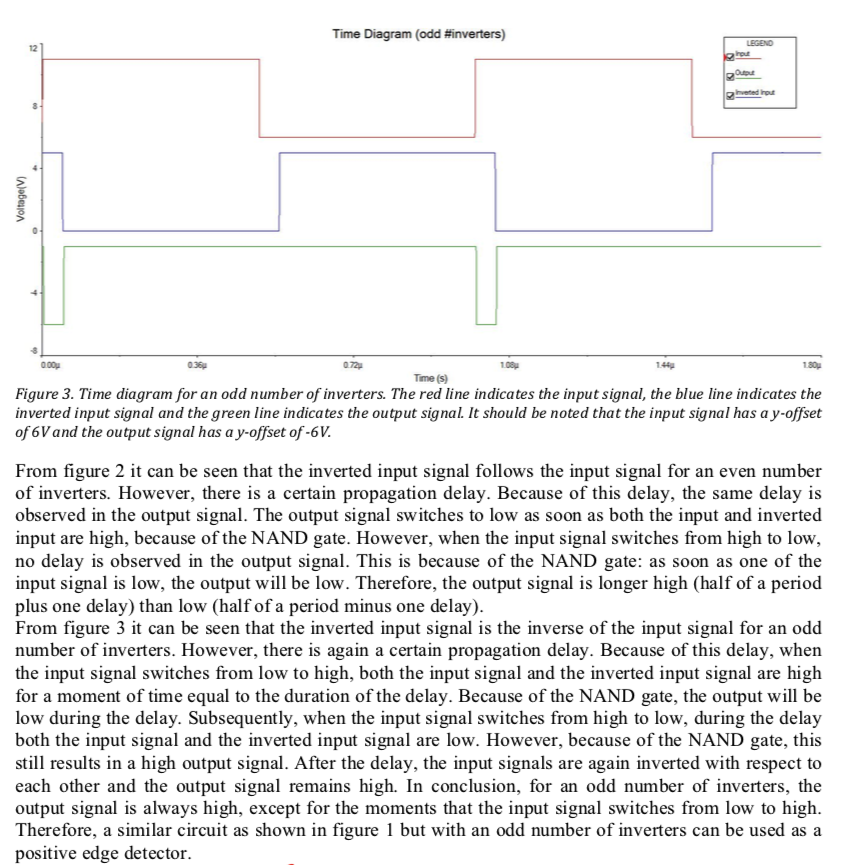 Time Diagram (odd #inverters)
LEGEND
Input
Output
Inverted Input
12
8
4
0
-4
-8
Voltage(V)
0.00µ
0.36µ
0.72µ
1.08µ
1.44µ
1.80µ
Time (s)
Figure 3. Time diagram for an odd number of inverters. The red line indicates the input signal, the blue line indicates the
inverted input signal and the green line indicates the output signal. It should be noted that the input signal has a y-offset
of 6V and the output signal has a y-offset of -6V.
From figure 2 it can be seen that the inverted input signal follows the input signal for an even number
of inverters. However, there is a certain propagation delay. Because of this delay, the same delay is
observed in the output signal. The output signal switches to low as soon as both the input and inverted
input are high, because of the NAND gate. However, when the input signal switches from high to low,
no delay is observed in the output signal. This is because of the NAND gate: as soon as one of the
input signal is low, the output will be low. Therefore, the output signal is longer high (half of a period
plus one delay) than low (half of a period minus one delay).
From figure 3 it can be seen that the inverted input signal is the inverse of the input signal for an odd
number of inverters. However, there is again a certain propagation delay. Because of this delay, when
the input signal switches from low to high, both the input signal and the inverted input signal are high
for a moment of time equal to the duration of the delay. Because of the NAND gate, the output will be
low during the delay. Subsequently, when the input signal switches from high to low, during the delay
both the input signal and the inverted input signal are low. However, because of the NAND gate, this
still results in a high output signal. After the delay, the input signals are again inverted with respect to
each other and the output signal remains high. In conclusion, for an odd number of inverters, the
output signal is always high, except for the moments that the input signal switches from low to high.
Therefore, a similar circuit as shown in figure 1 but with an odd number of inverters can be used as a
positive edge detector.